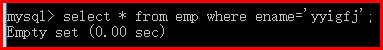 mysql> select * from emp where ename='yyigfj';
Empty set (0.00 sec)